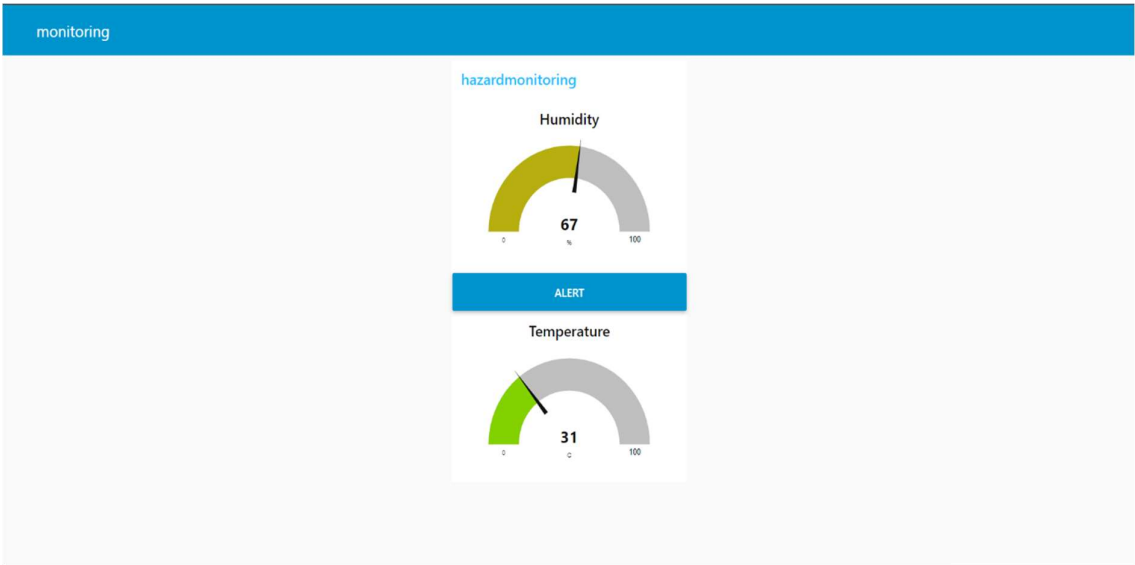 monitoring
hazardmonitoring
Humidity
67
0 % 100
ALERT
Temperature
31
0 C 100